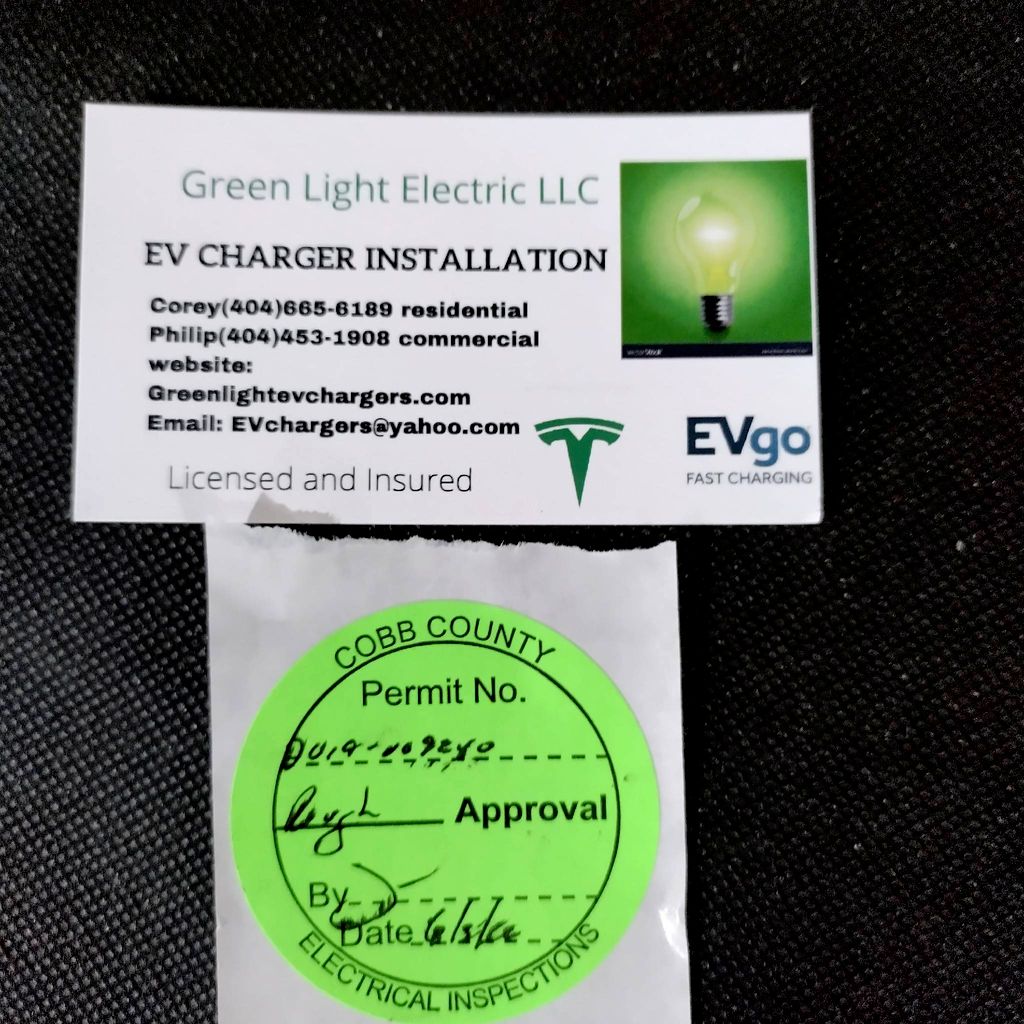 Green Light Electric LLC
EV CHARGER INSTALLATION
Corey(404)665-6189 residential
Philip(404)453-1908 commercial
website:
Greenlightevchargers.com
Email: EVchargers@yahoo.com
Licensed and Insured
EVgo
FAST CHARGING
VectorStock
COBB COUNTY
Permit No.
Rough Approval
By
Date
ELECTRICAL INSPECTIONS